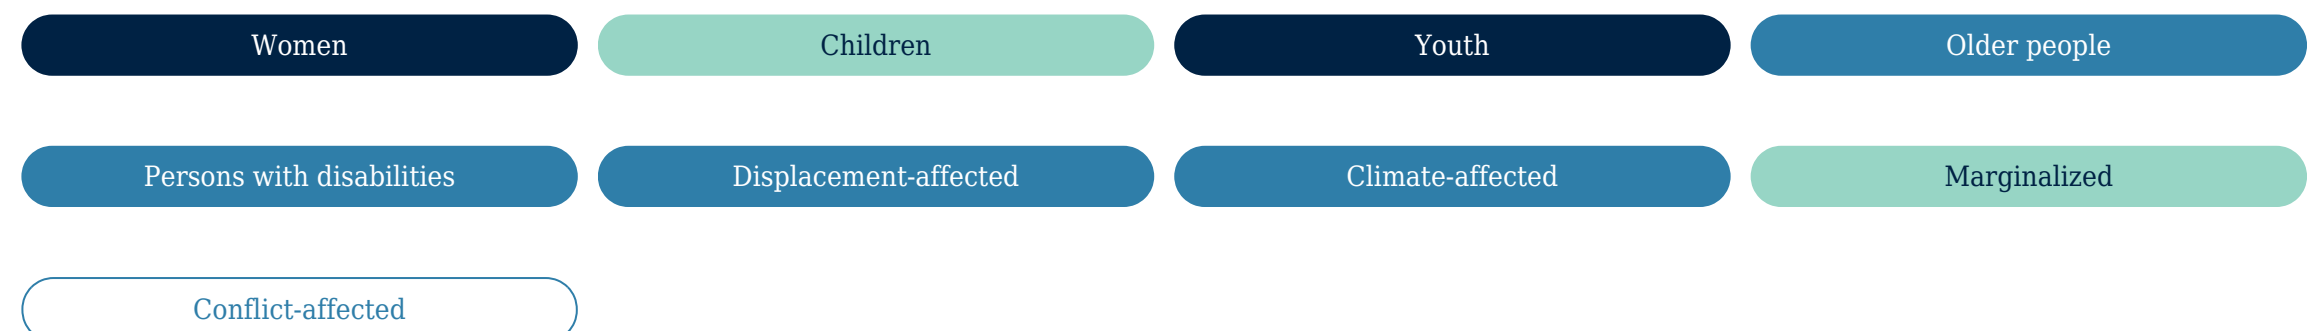 Women
Children
Youth
Older people
Persons with disabilities
Displacement-affected
Climate-affected
Marginalized
Conflict-affected